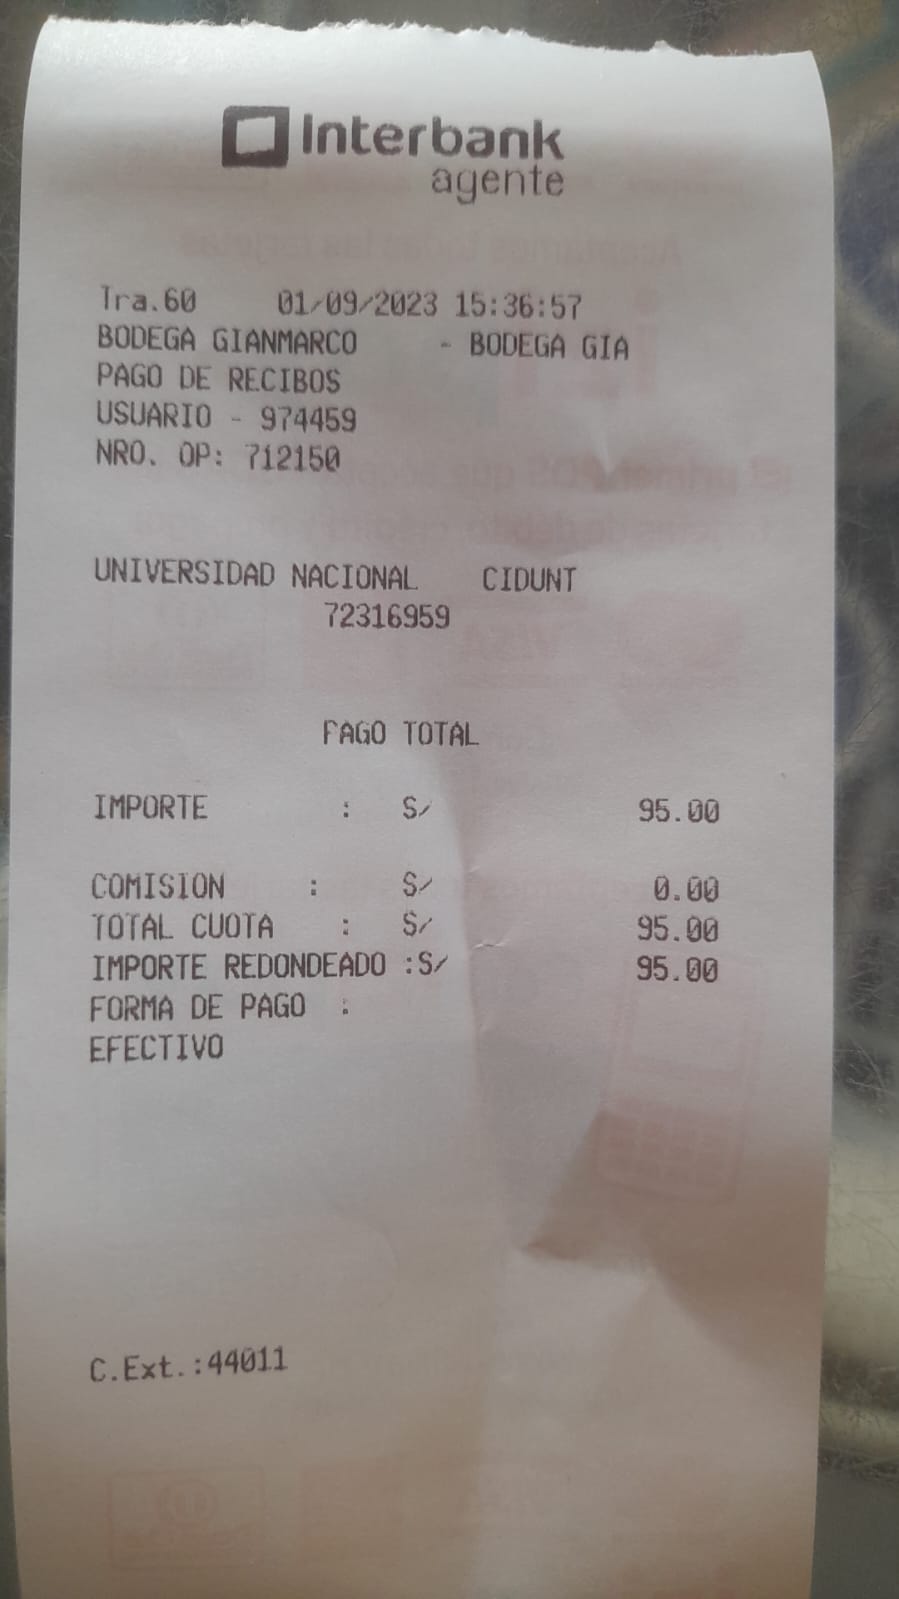 Interbank
agente
Tra.60 01/09/2023 15:36:57
BODEGA GIANMARCO - BODEGA GIA
PAGO DE RECIBOS
USUARIO - 974459
NRO. OP: 712150
UNIVERSIDAD NACIONAL CIDUNT
72316959
PAGO TOTAL
IMPORTE : S/ 95.00
COMISION : S/ 0.00
TOTAL CUOTA : S/ 95.00
IMPORTE REDONDEADO :S/ 95.00
FORMA DE PAGO :
EFECTIVO
C.Ext.:44011